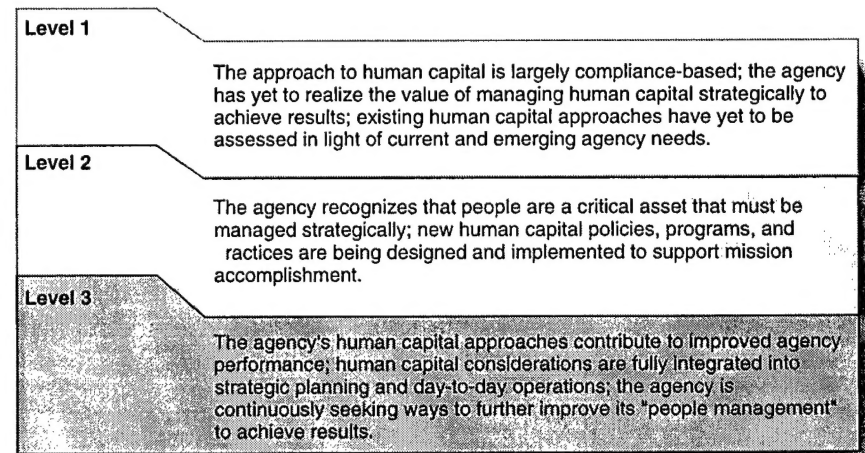 Level 1
The approach to human capital is largely compliance-based; the agency
has yet to realize the value of managing human capital strategically to
achieve results; existing human capital approaches have yet to be
assessed in light of current and emerging agency needs.
Level 2
The agency recognizes that people are a critical asset that must be
managed strategically; new human capital policies, programs, and
ractices are being designed and implemented to support mission
accomplishment.
Level 3
The agency's human capital approaches contribute to improved agency
performance; human capital considerations are fully integrated into
strategic planning and day-to-day operations; the agency is
continuously seeking ways to further improve its "people management"
to achieve results.